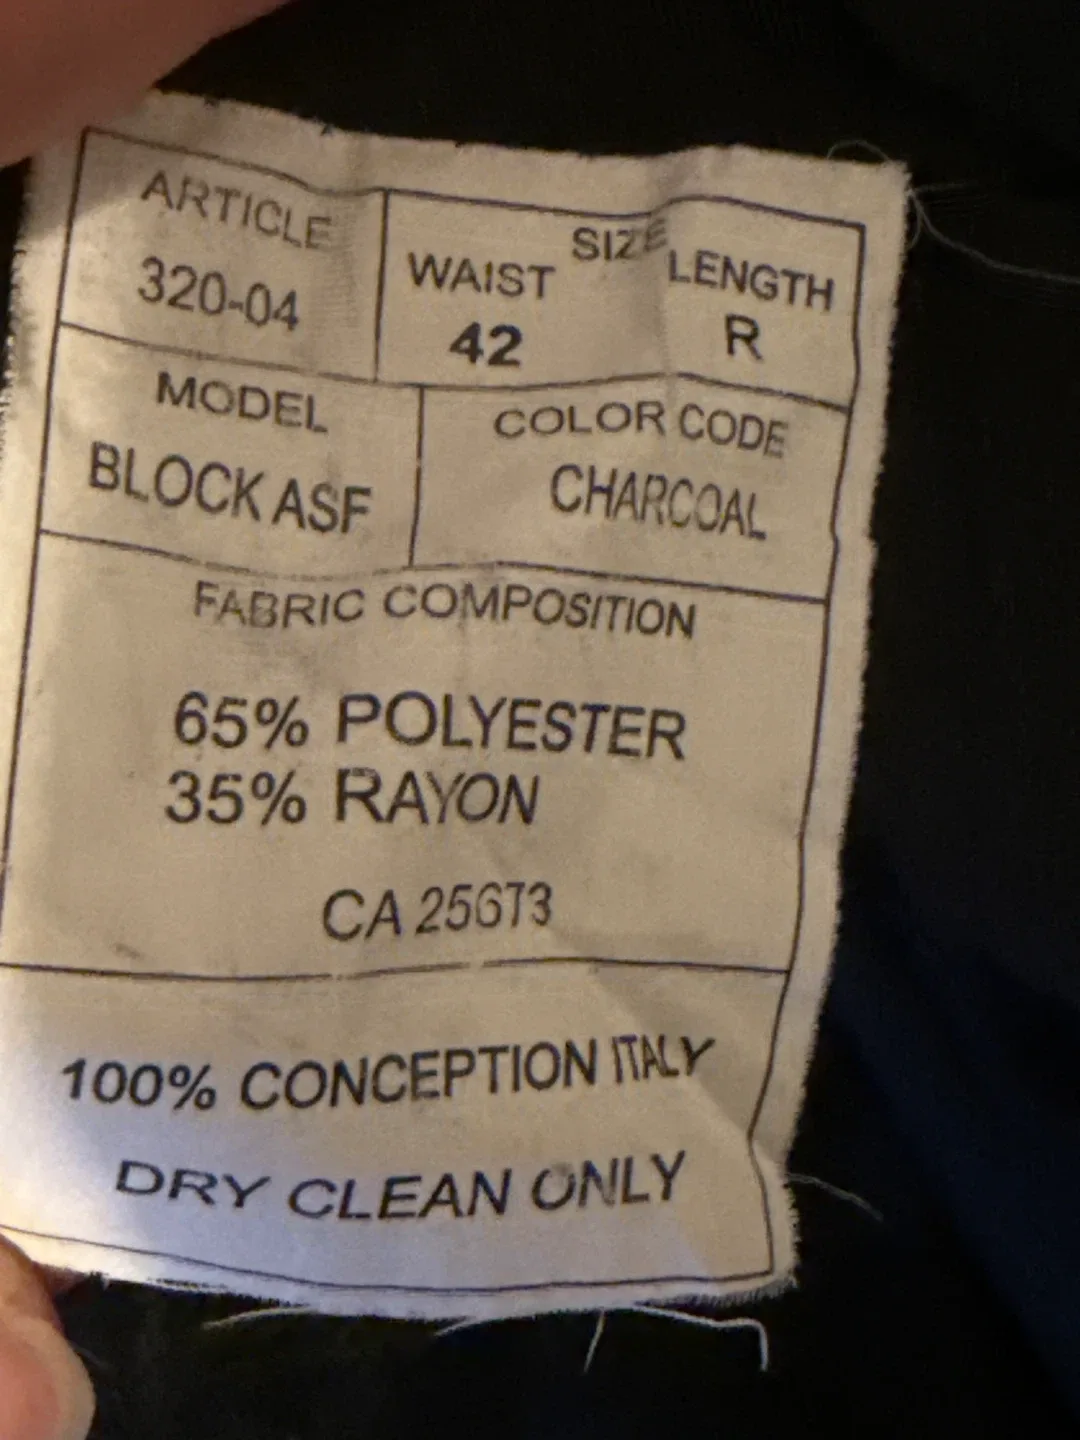 ARTICLE
320-04
SIZE
WAIST LENGTH
42 R
MODEL
BLOCK ASF
COLOR CODE
CHARCOAL
FABRIC COMPOSITION
65% POLYESTER
35% RAYON
CA 25673
100% CONCEPTION ITALY
DRY CLEAN ONLY